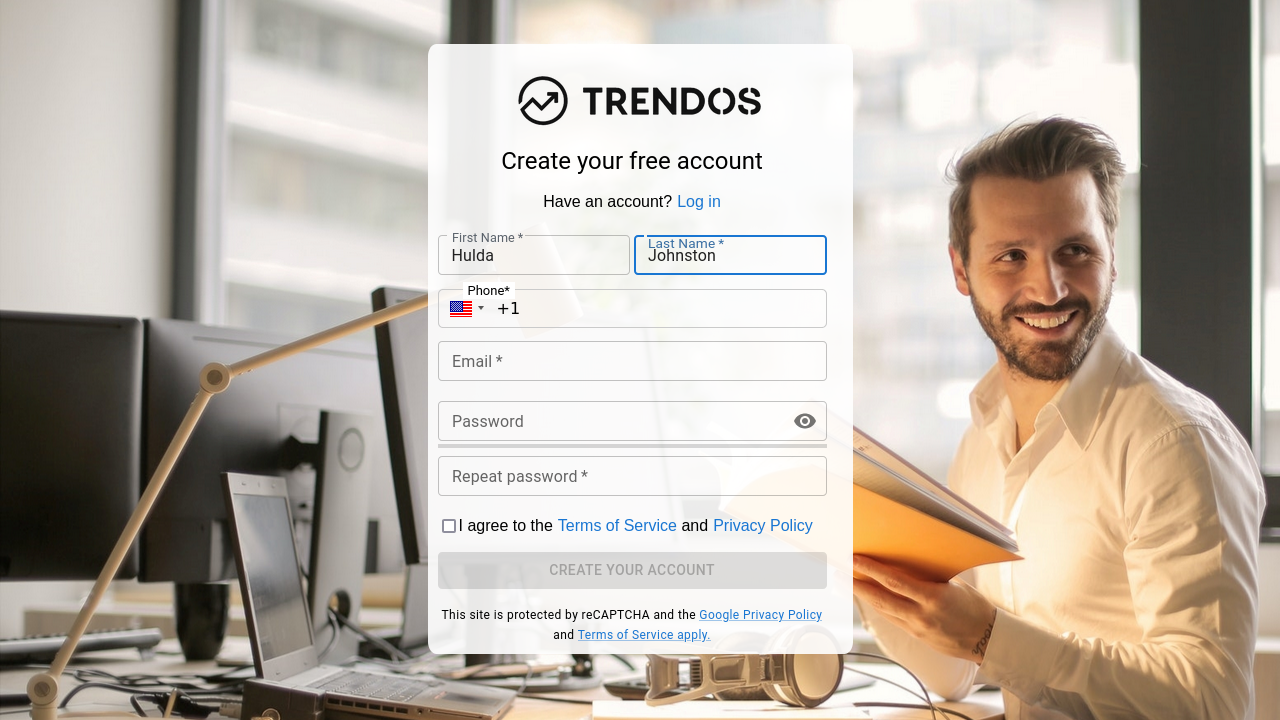 TRENDOS
Create your free account
Have an account? Log in
First Name *
Hulda
Last Name *
Johnston
Phone*
+1
Email *
Password
Repeat password *
I agree to the Terms of Service and Privacy Policy
CREATE YOUR ACCOUNT
This site is protected by reCAPTCHA and the Google Privacy Policy
and Terms of Service apply.